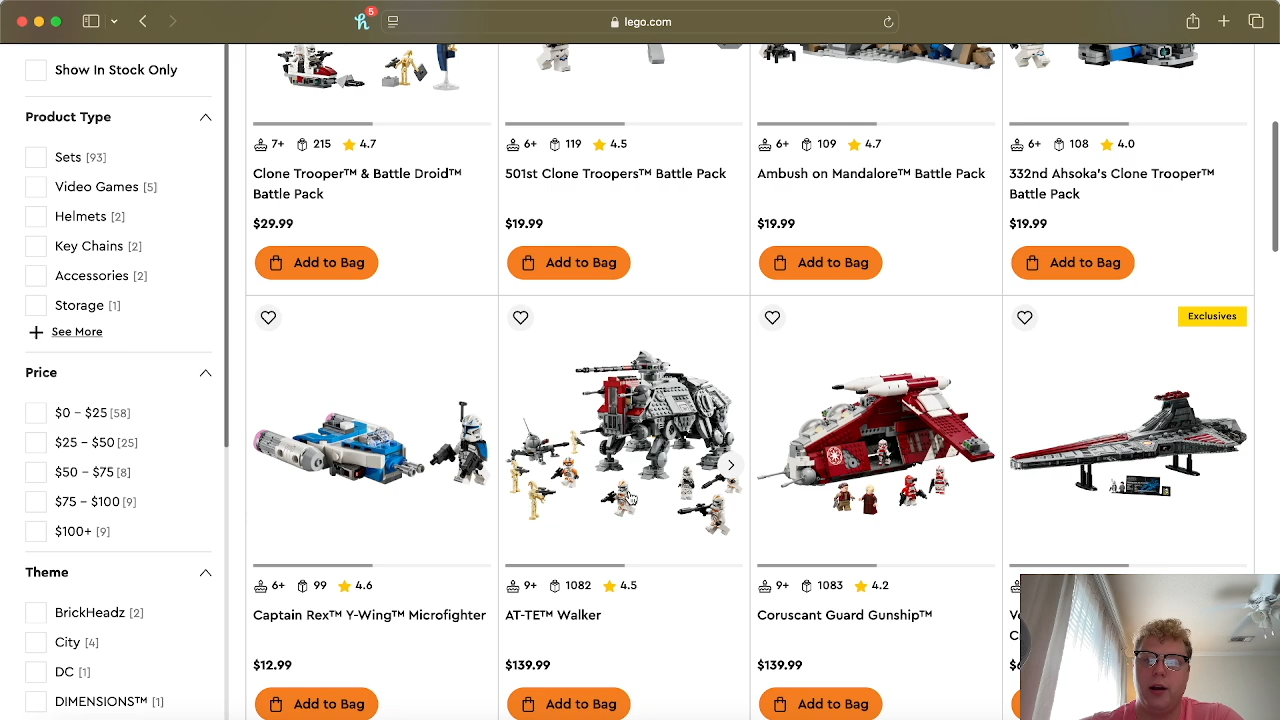 5
lego.com
Show In Stock Only
Product Type
Sets [93]
Video Games [5]
Helmets [2]
Key Chains [2]
Accessories [2]
Storage [1]
See More
Price
$0 – $25 [58]
$25 – $50 [25]
$50 – $75 [8]
$75 – $100 [9]
$100+ [9]
Theme
BrickHeadz [2]
City [4]
DC [1]
DIMENSIONS™ [1]
7+ 215 4.7
Clone Trooper™ & Battle Droid™
Battle Pack
$29.99
Add to Bag
6+ 119 4.5
501st Clone Troopers™ Battle Pack
$19.99
Add to Bag
6+ 109 4.7
Ambush on Mandalore™ Battle Pack
$19.99
Add to Bag
6+ 108 4.0
332nd Ahsoka's Clone Trooper™
Battle Pack
$19.99
Add to Bag
6+ 99 4.6
Captain Rex™ Y-Wing™ Microfighter
$12.99
Add to Bag
9+ 1082 4.5
AT-TE™ Walker
$139.99
Add to Bag
9+ 1083 4.2
Coruscant Guard Gunship™
$139.99
Add to Bag
Exclusives